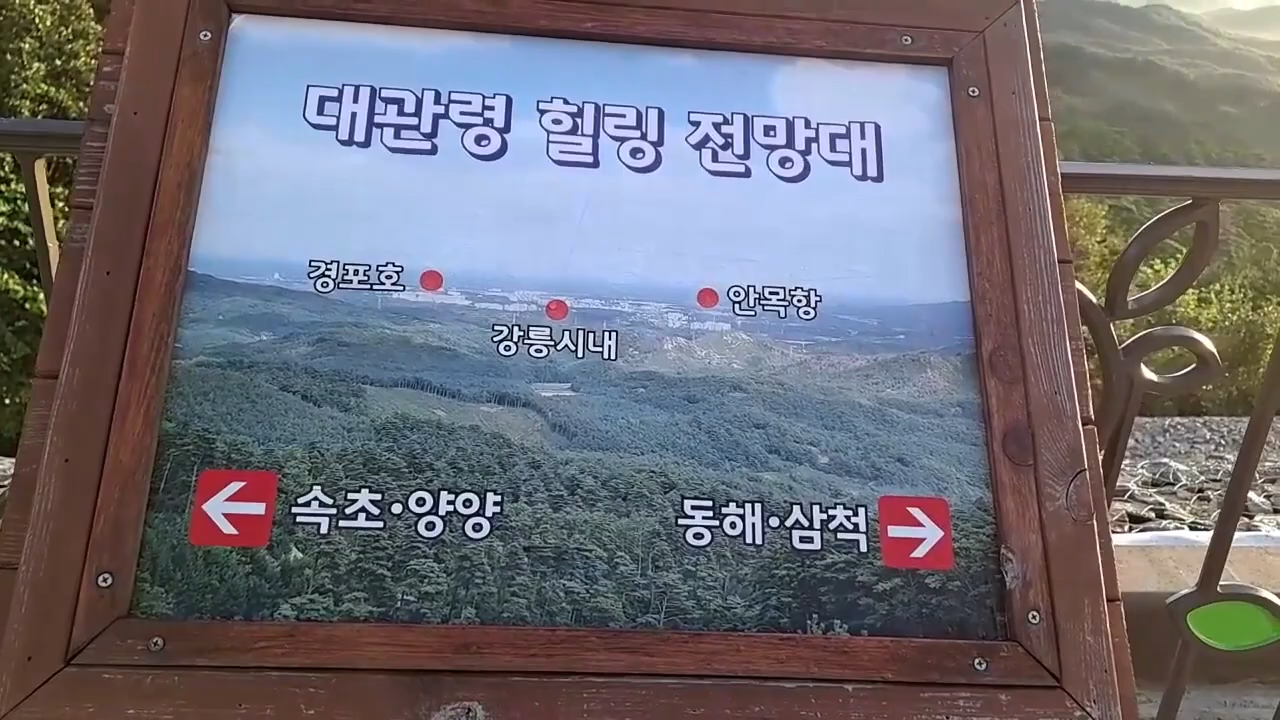 대관령 힐링 전망대
경포호
안목항
강릉시내
속초·양양
동해·삼척